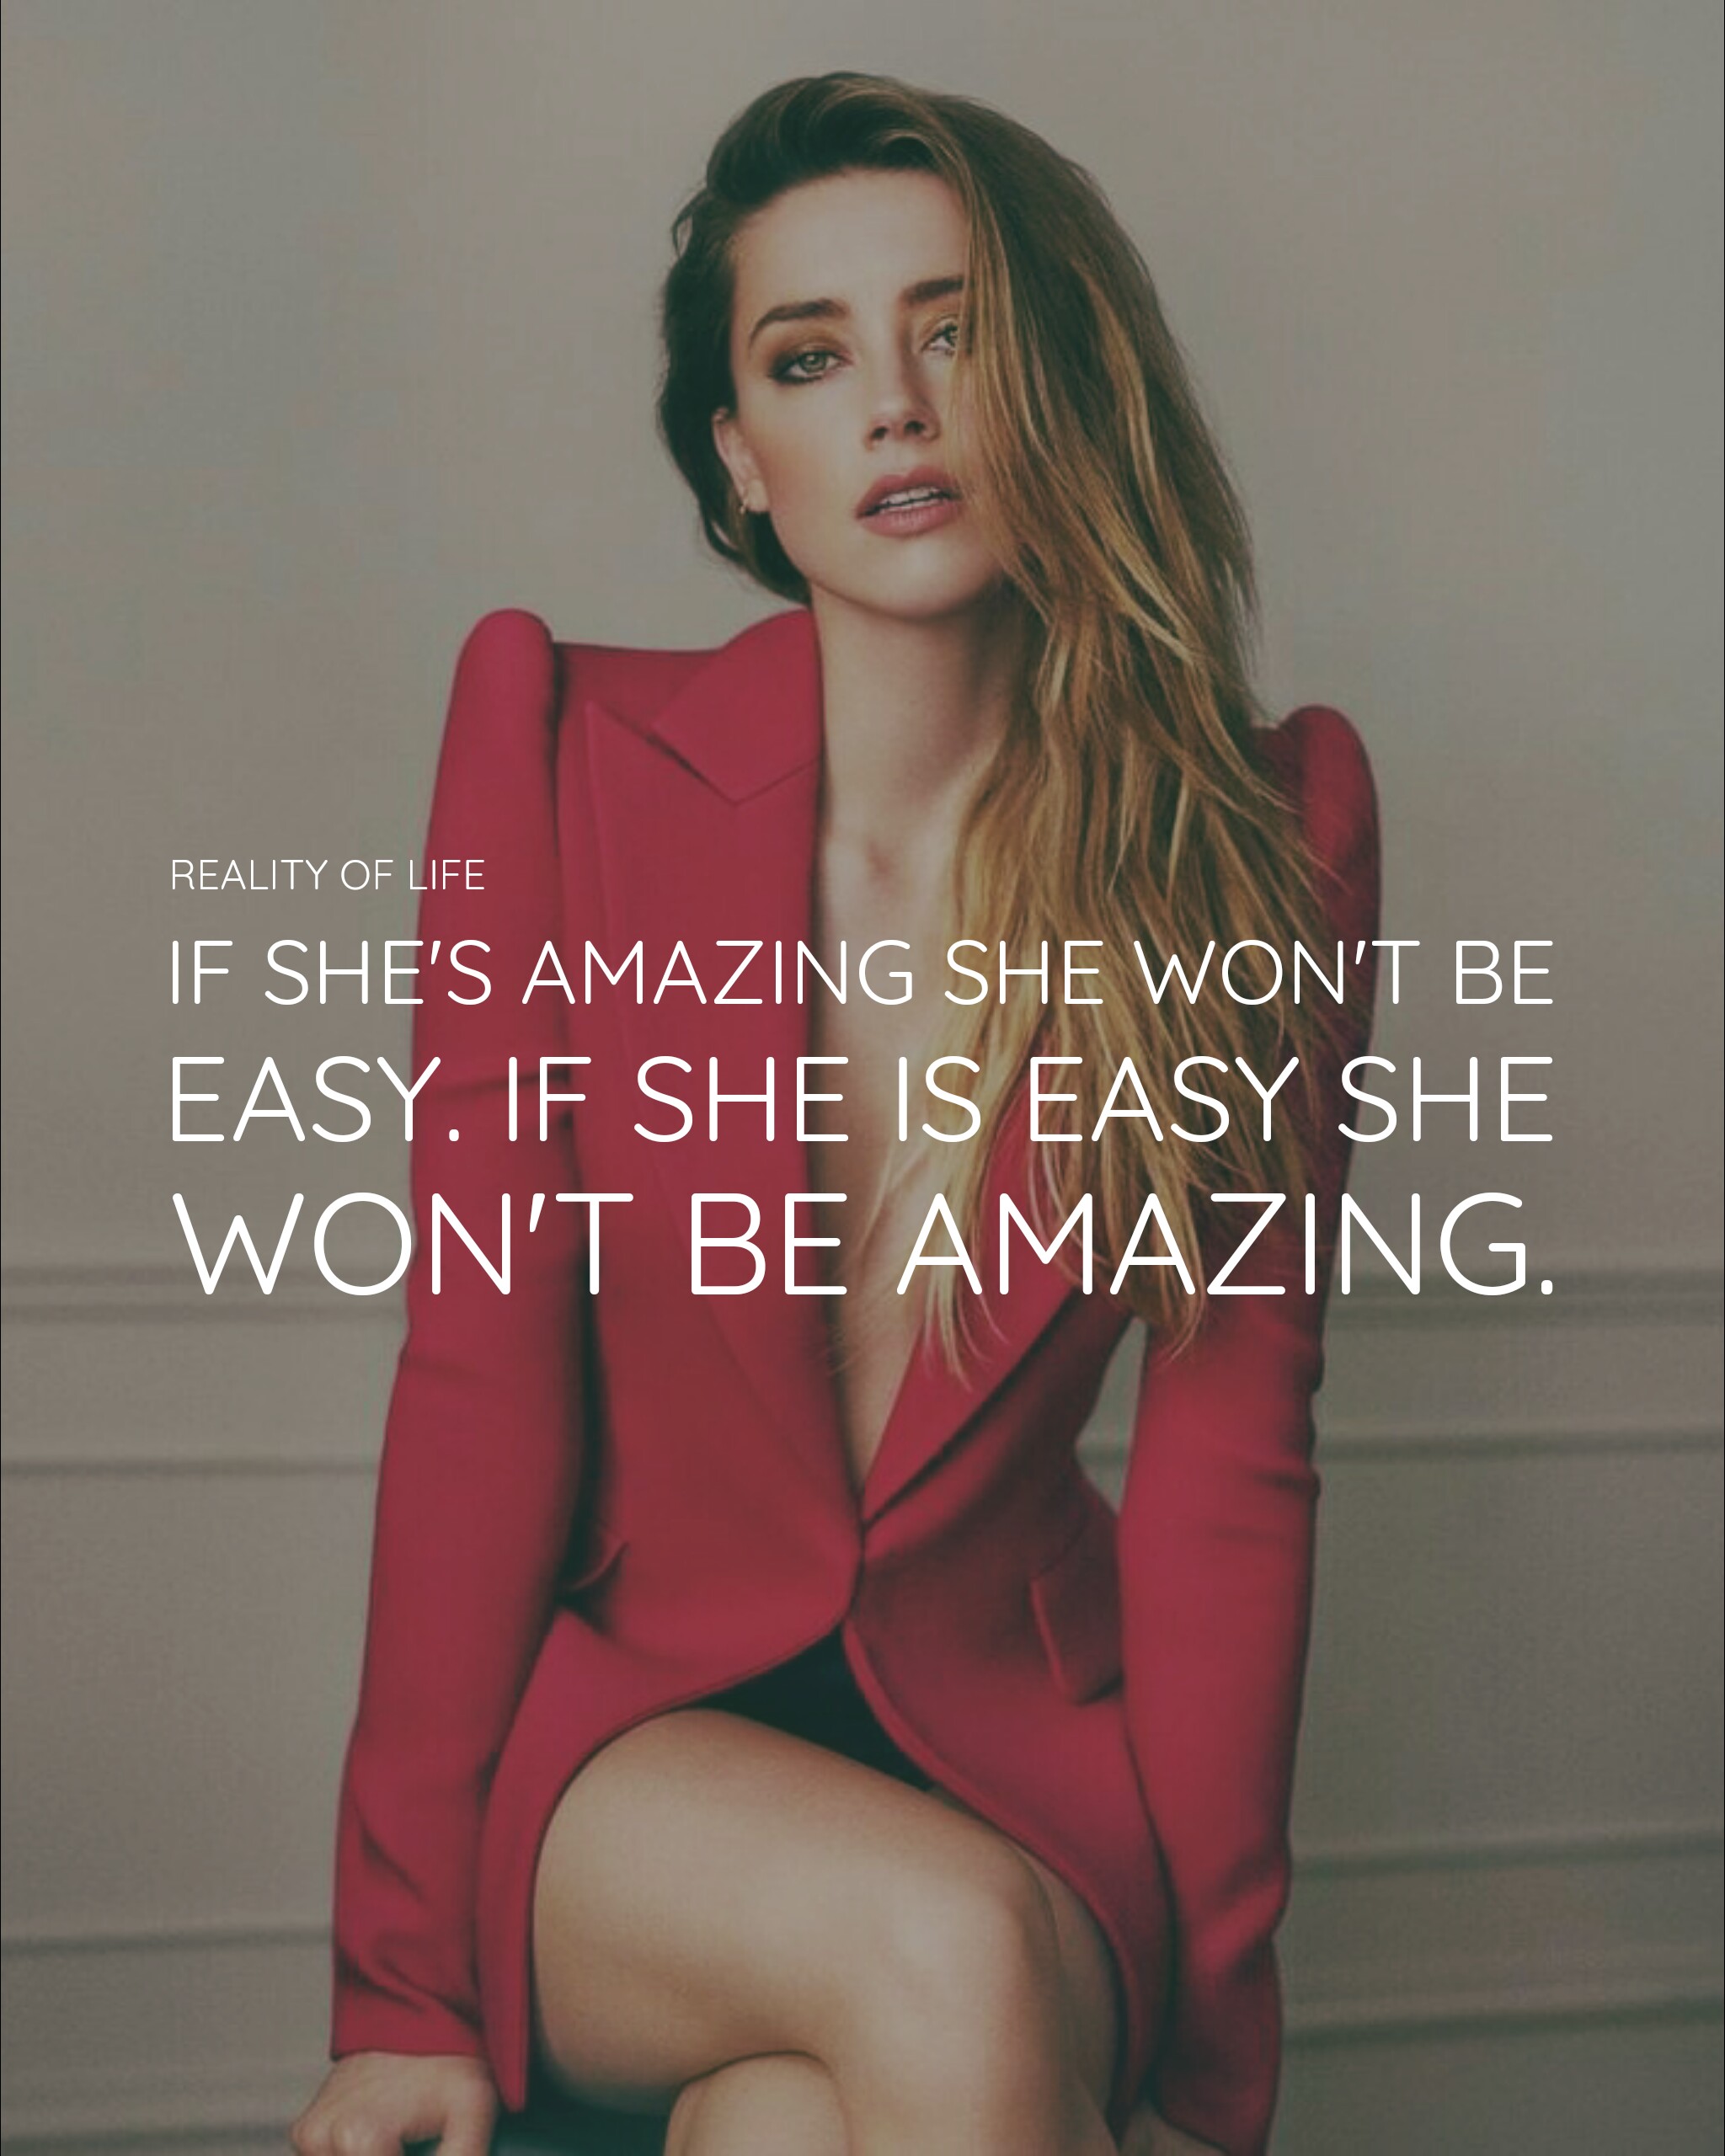 REALITY OF LIFE
IF SHE'S AMAZING SHE WON'T BE
EASY. IF SHE IS EASY SHE
WON'T BE AMAZING.